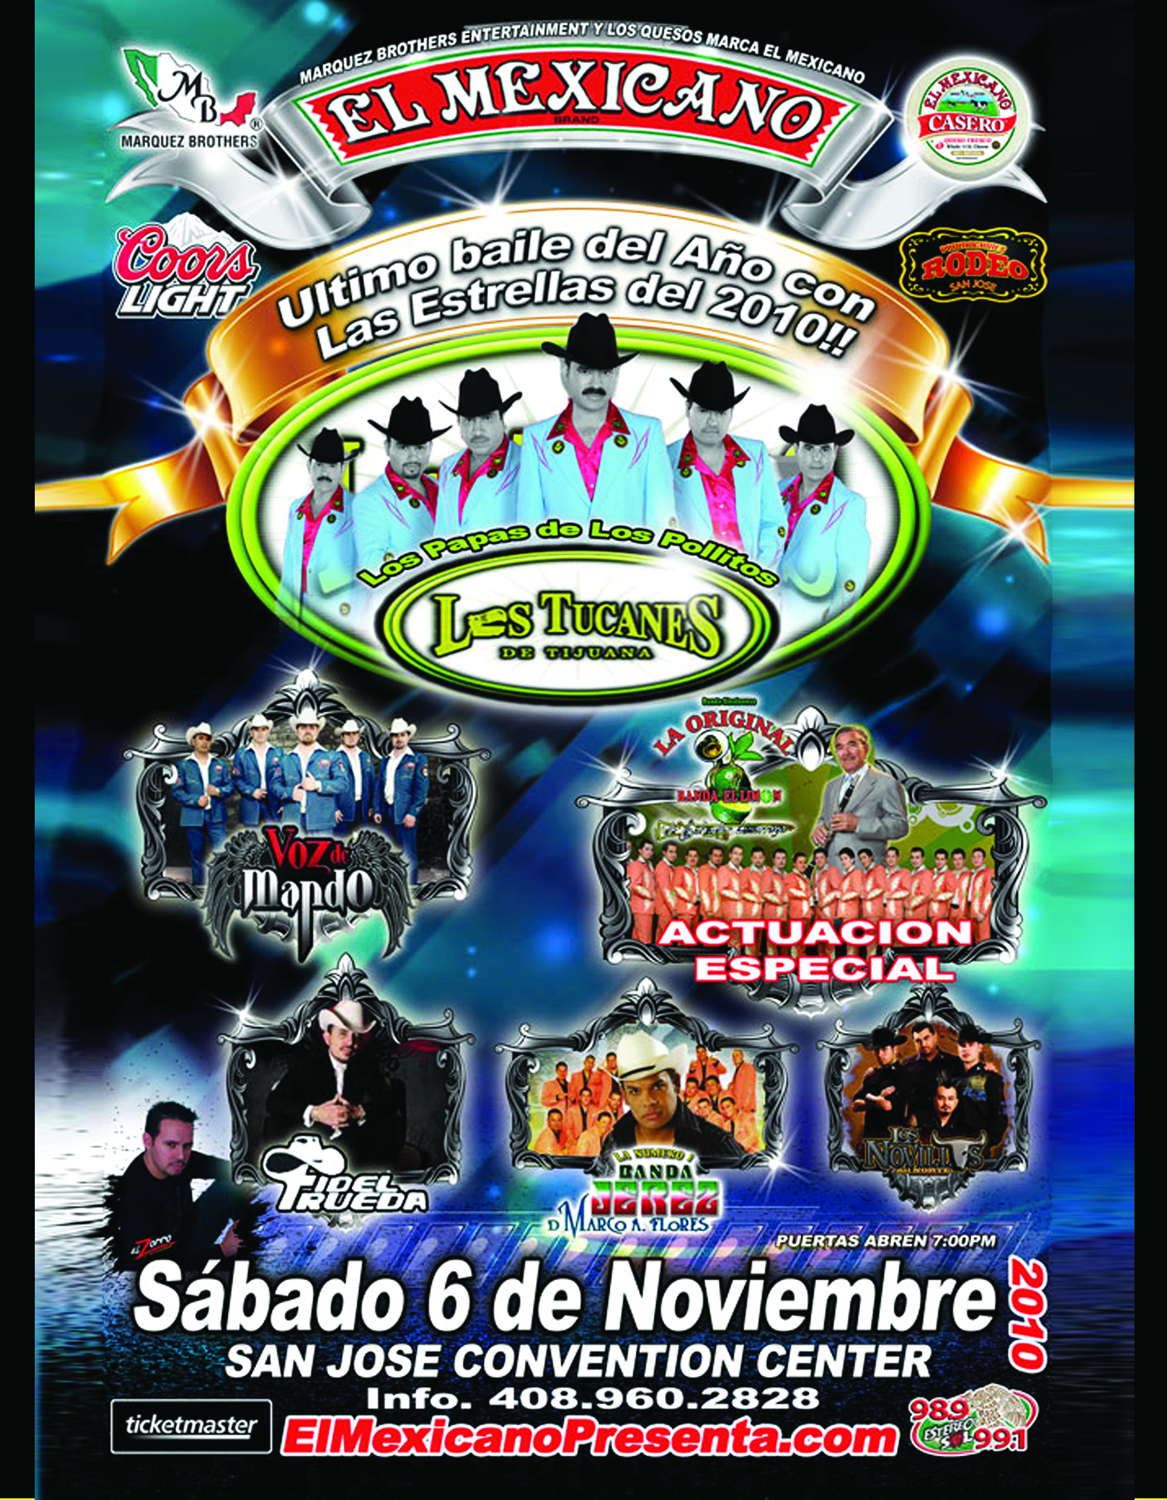 MARQUEZ BROTHERS ENTERTAINMENT Y LOS QUESOS MARCA EL MEXICANO
EL MEXICANO
BRAND
MB
MARQUEZ BROTHERS
EL MEXICANO
CASERO
Coors
LIGHT
RODEO
SAN JOSE
Ultimo baile del Año con
Las Estrellas del 2010!!
Los Papas de Los Pollitos
Los TUCANES
DE TIJUANA
Voz de
Mando
LA ORIGINAL
BANDA EL LIMON
ACTUACION
ESPECIAL
FIDEL
RUEDA
LA NUMERO 1
BANDA
JEREZ
D MARCO A. FLORES
Los
NOVILLOS
DEL NORTE
El Zorro
PUERTAS ABREN 7:00PM
Sábado 6 de Noviembre
2010
SAN JOSE CONVENTION CENTER
Info. 408.960.2828
ticketmaster
ElMexicanoPresenta.com
98.9
ESTEREO
SOL
99.1